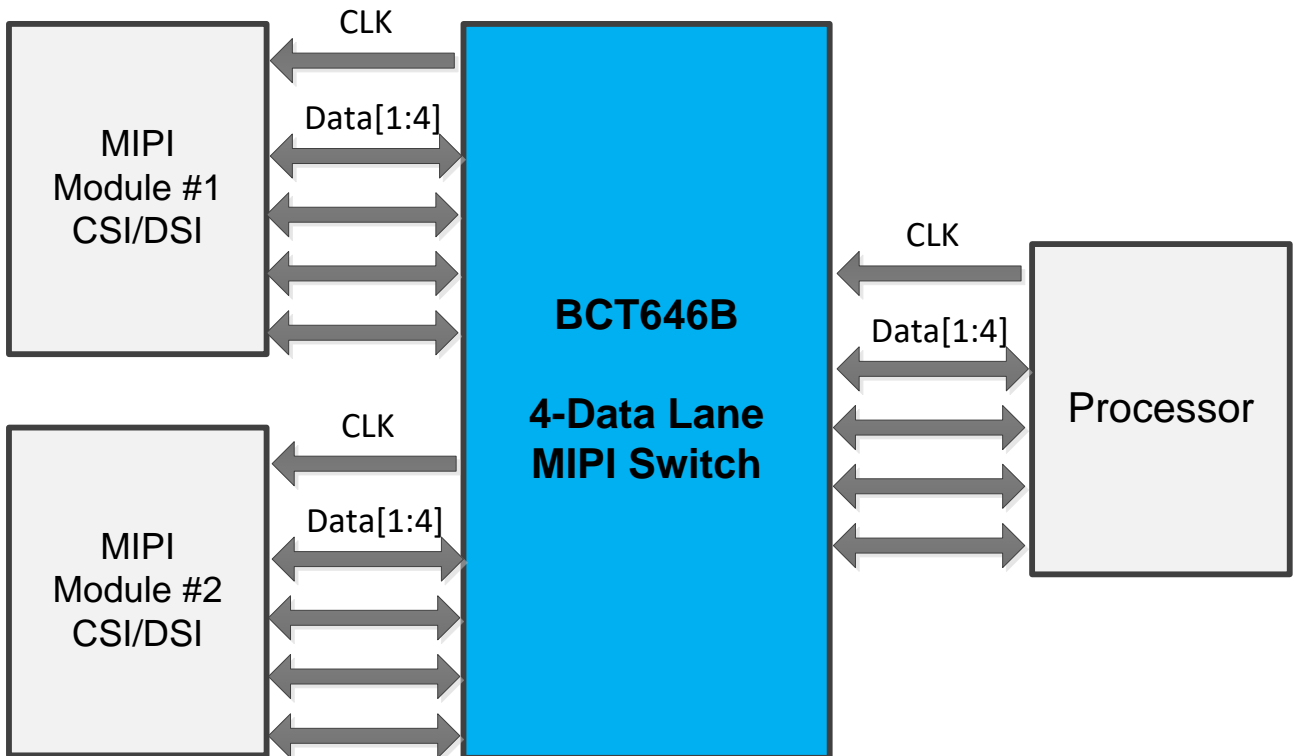 CLK
Data[1:4]
MIPI
Module #1
CSI/DSI
CLK
Data[1:4]
MIPI
Module #2
CSI/DSI
BCT646B
4-Data Lane
MIPI Switch
CLK
Data[1:4]
Processor